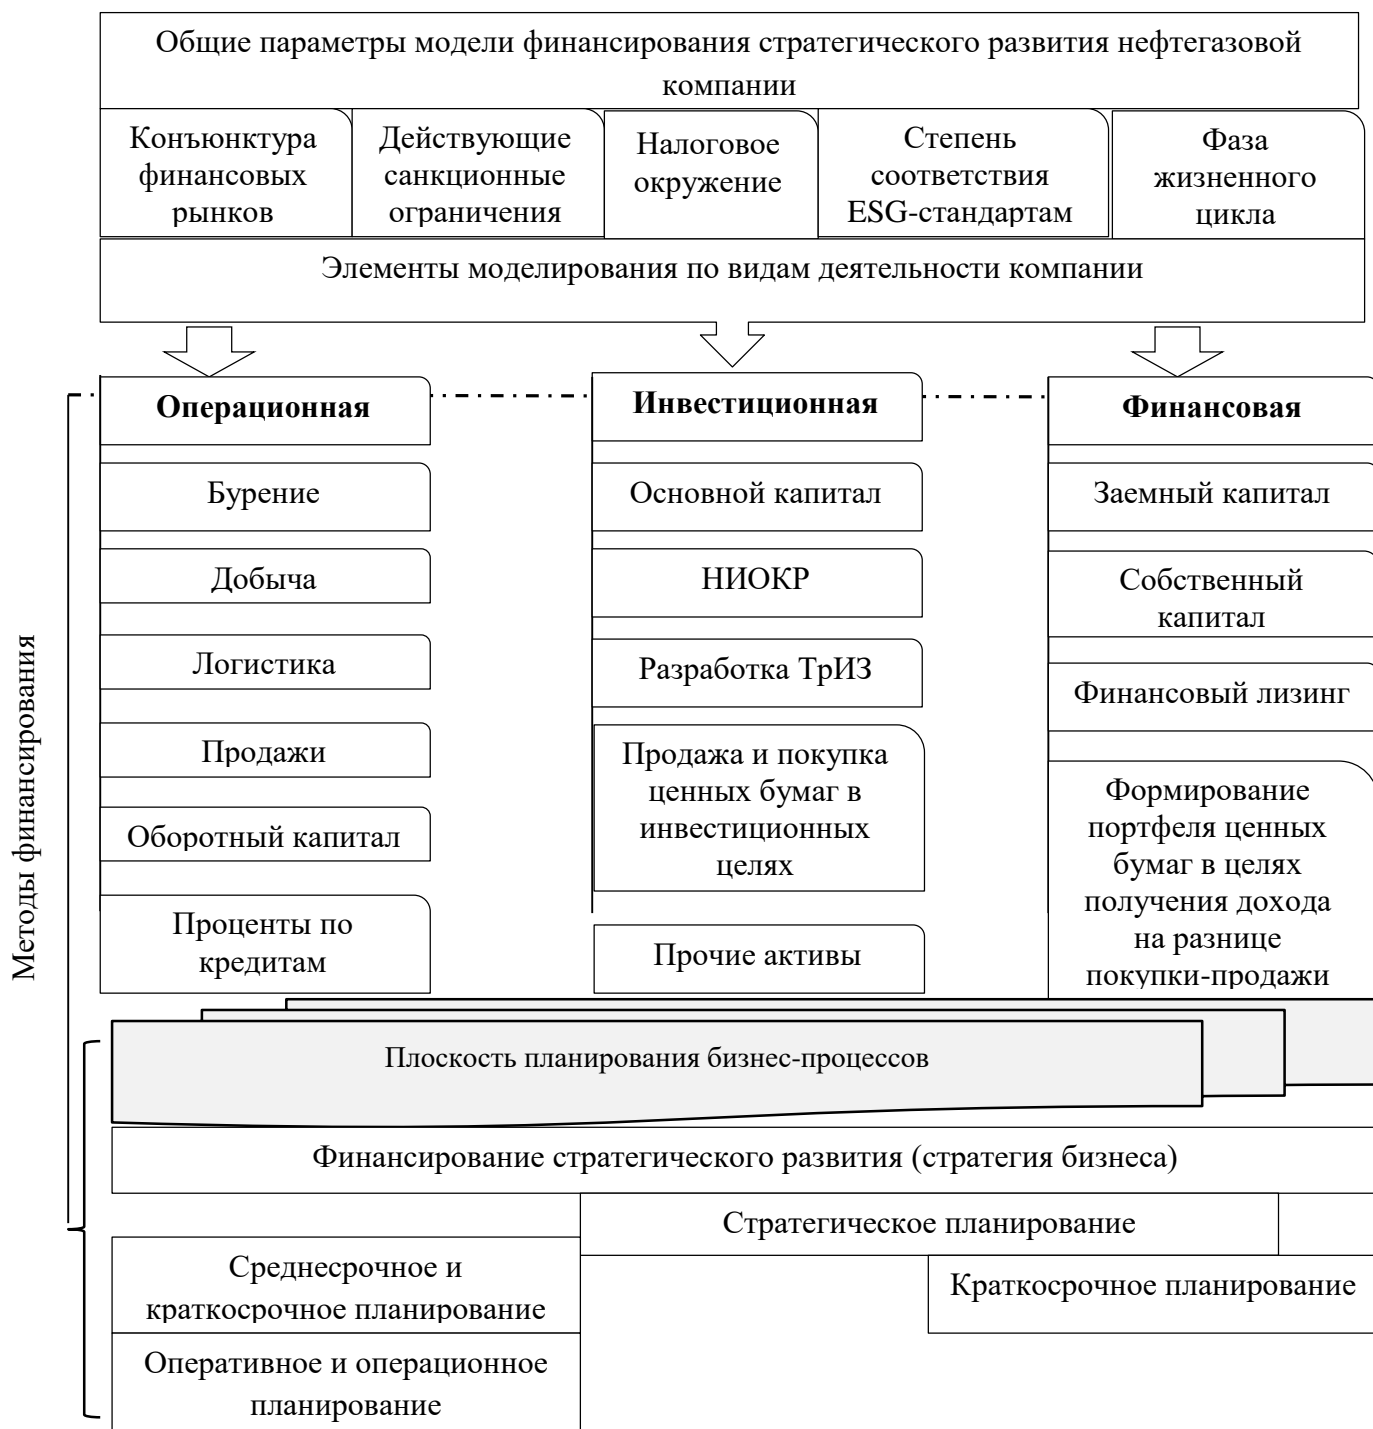 Общие параметры модели финансирования стратегического развития нефтегазовой
компании
Конъюнктура
финансовых
рынков
Действующие
санкционные
ограничения
Налоговое
окружение
Степень
соответствия
ESG-стандартам
Фаза
жизненного
цикла
Элементы моделирования по видам деятельности компании
Методы финансирования
Операционная
Бурение
Добыча
Логистика
Продажи
Оборотный капитал
Проценты по
кредитам
Инвестиционная
Основной капитал
НИОКР
Разработка ТрИЗ
Продажа и покупка
ценных бумаг в
инвестиционных
целях
Прочие активы
Финансовая
Заемный капитал
Собственный
капитал
Финансовый лизинг
Формирование
портфеля ценных
бумаг в целях
получения дохода
на разнице
покупки-продажи
Плоскость планирования бизнес-процессов
Финансирование стратегического развития (стратегия бизнеса)
Стратегическое планирование
Среднесрочное и
краткосрочное планирование
Краткосрочное планирование
Оперативное и операционное
планирование